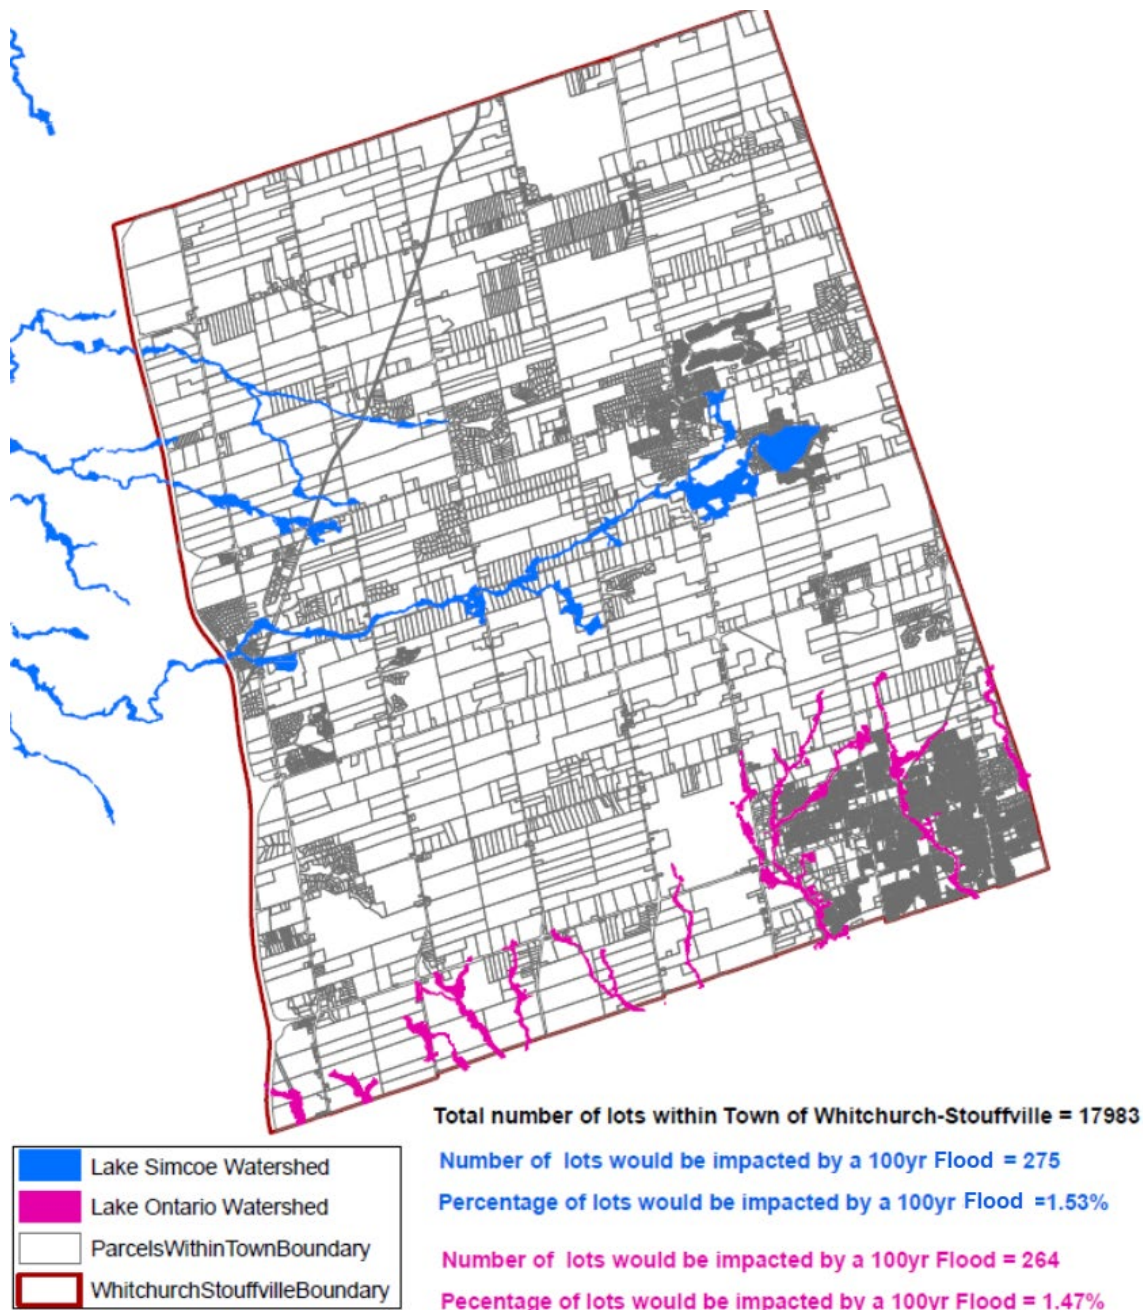 Total number of lots within Town of Whitchurch-Stouffville = 17983
Lake Simcoe Watershed
Lake Ontario Watershed
ParcelsWithinTownBoundary
WhitchurchStouffvilleBoundary
Number of lots would be impacted by a 100yr Flood = 275
Percentage of lots would be impacted by a 100yr Flood =1.53%
Number of lots would be impacted by a 100yr Flood = 264
Pecentage of lots would be impacted by a 100yr Flood = 1.47%